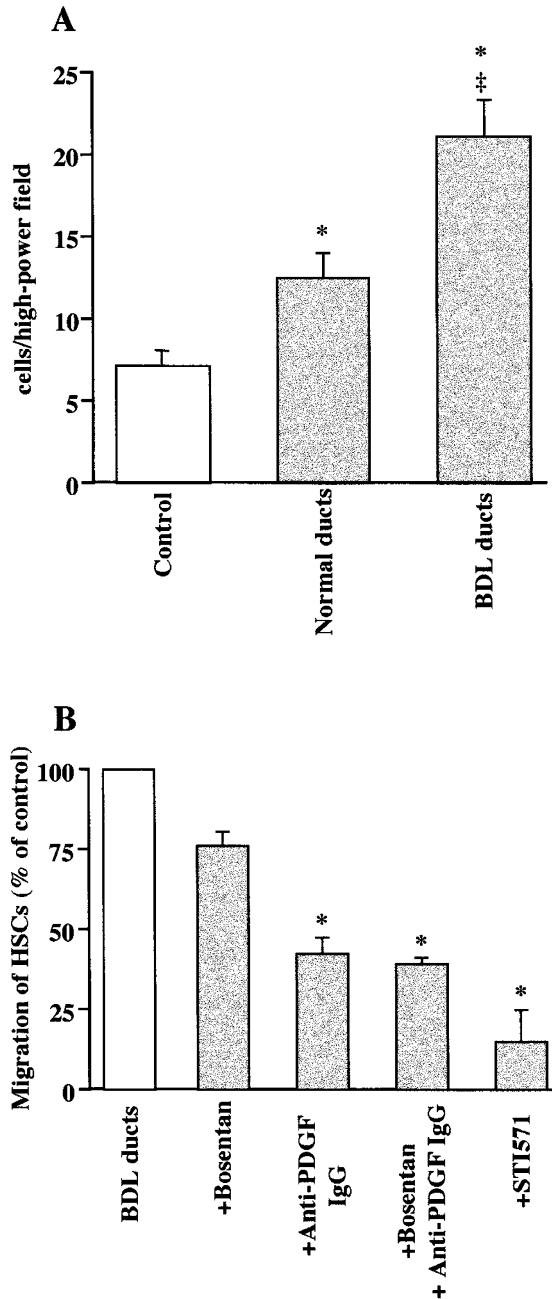 A
cells/high-power field
25
20
15
10
5
0
*
*
‡
Control
Normal ducts
BDL ducts
B
Migration of HSCs (% of control)
100
75
50
25
0
*
*
*
BDL ducts
+Bosentan
+Anti-PDGF
IgG
+Bosentan
+ Anti-PDGF IgG
+STI571